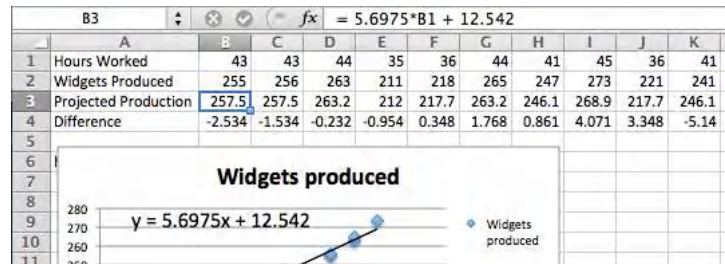 B3 fx = 5.6975*B1 + 12.542
A B C D E F G H I J K
1 Hours Worked 43 43 44 35 36 44 41 45 36 41
2 Widgets Produced 255 256 263 211 218 265 247 273 221 241
3 Projected Production 257.5 257.5 263.2 212 217.7 263.2 246.1 268.9 217.7 246.1
4 Difference -2.534 -1.534 -0.232 -0.954 0.348 1.768 0.861 4.071 3.348 -5.14
5
6
7
8
9
10
11
Widgets produced
280
270
260
y = 5.6975x + 12.542
Widgets
produced